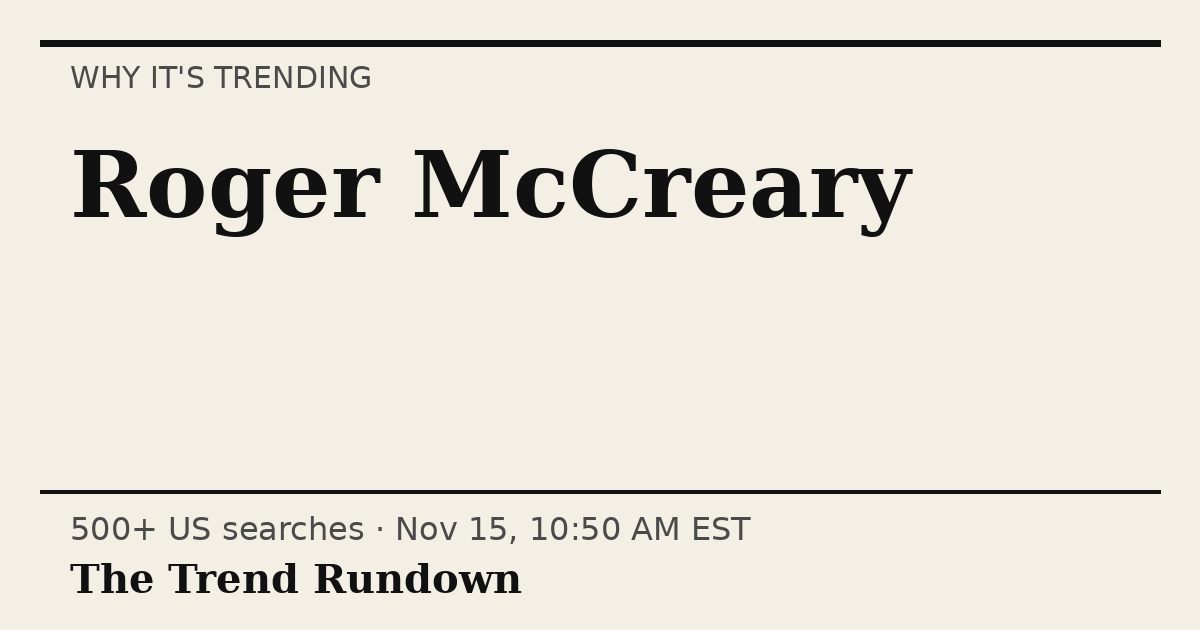 WHY IT'S TRENDING
Roger McCreary
500+ US searches · Nov 15, 10:50 AM EST
The Trend Rundown